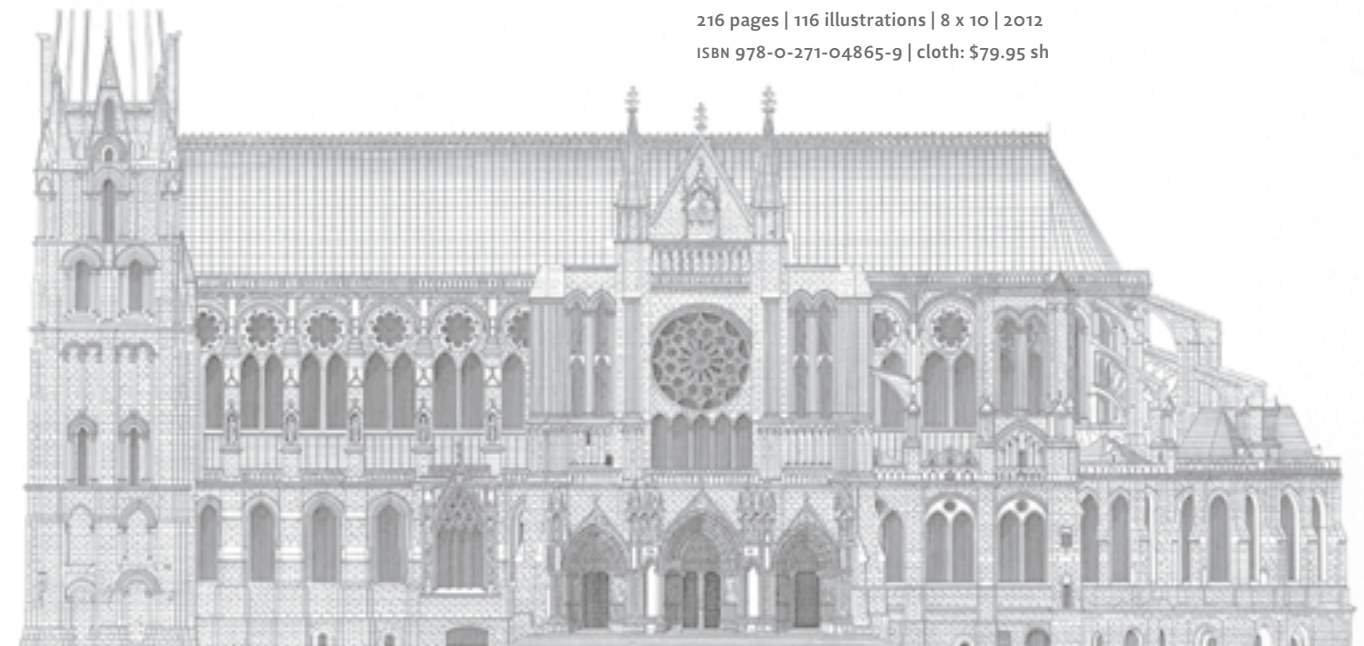 216 pages | 116 illustrations | 8 x 10 | 2012
ISBN 978-0-271-04865-9 | cloth: $79.95 sh